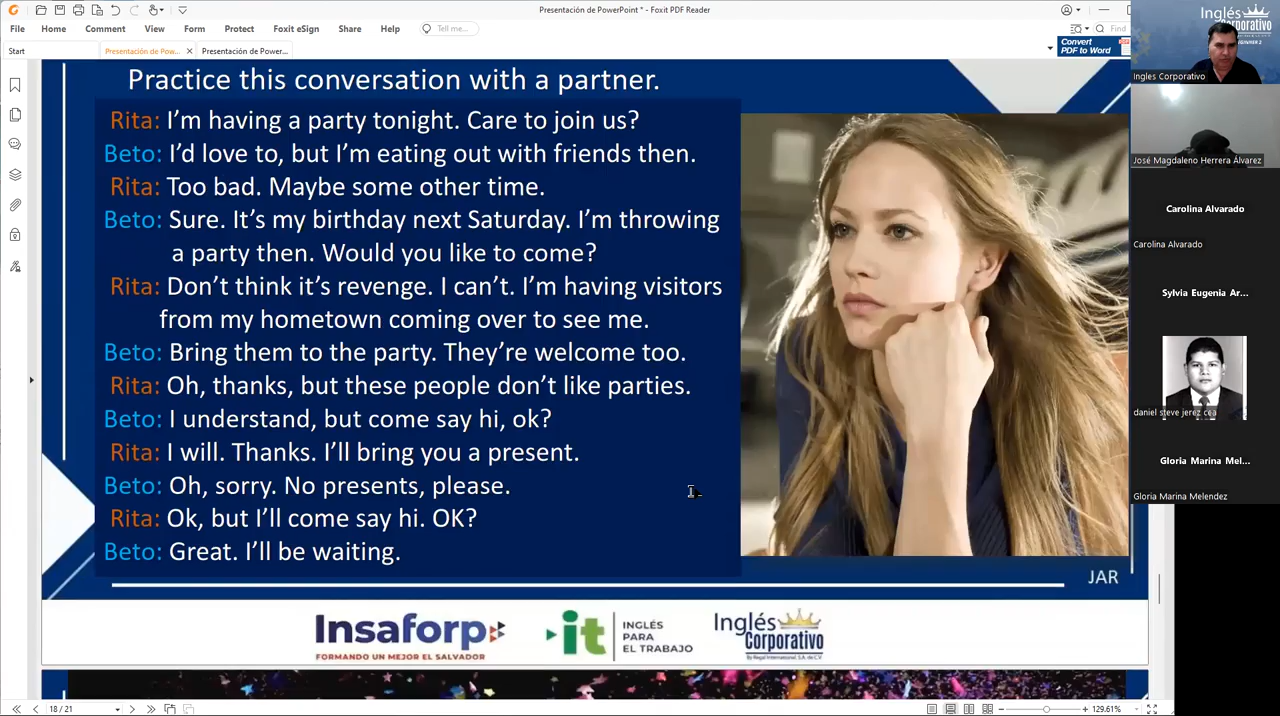 Presentación de PowerPoint * - Foxit PDF Reader
File Home Comment View Form Protect Foxit eSign Share Help Tell me... Find
Start Presentación de Pow... × Presentación de Power...
Convert
PDF to Word
Practice this conversation with a partner.
Rita: I'm having a party tonight. Care to join us?
Beto: I'd love to, but I'm eating out with friends then.
Rita: Too bad. Maybe some other time.
Beto: Sure. It's my birthday next Saturday. I'm throwing
a party then. Would you like to come?
Rita: Don't think it's revenge. I can't. I'm having visitors
from my hometown coming over to see me.
Beto: Bring them to the party. They're welcome too.
Rita: Oh, thanks, but these people don't like parties.
Beto: I understand, but come say hi, ok?
Rita: I will. Thanks. I'll bring you a present.
Beto: Oh, sorry. No presents, please.
Rita: Ok, but I'll come say hi. OK?
Beto: Great. I'll be waiting.
JAR
Insaforp
FORMANDO UN MEJOR EL SALVADOR
it
INGLÉS
PARA
EL TRABAJO
Inglés
Corporativo
By Regal International, S.A. de C.V.
18 / 21
129.61%
Inglés
Corporativo
Ingles Corporativo
José Magdaleno Herrera Álvarez
Carolina Alvarado
Carolina Alvarado
Sylvia Eugenia Ar...
daniel steve jerez cea
Gloria Marina Mel...
Gloria Marina Melendez